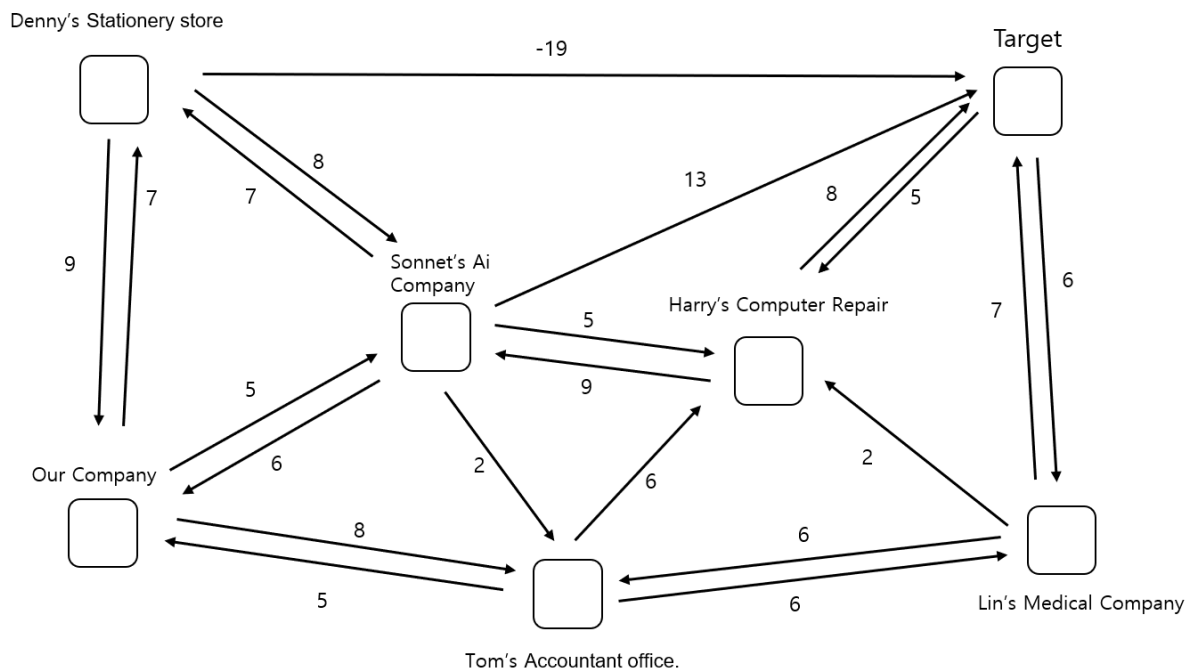 Denny's Stationery store
-19
Target
8
7
7
13
8
5
9
Sonnet's Ai
Company
Harry's Computer Repair
6
7
5
9
5
6
2
6
2
Our Company
8
5
6
6
Lin's Medical Company
Tom's Accountant office.